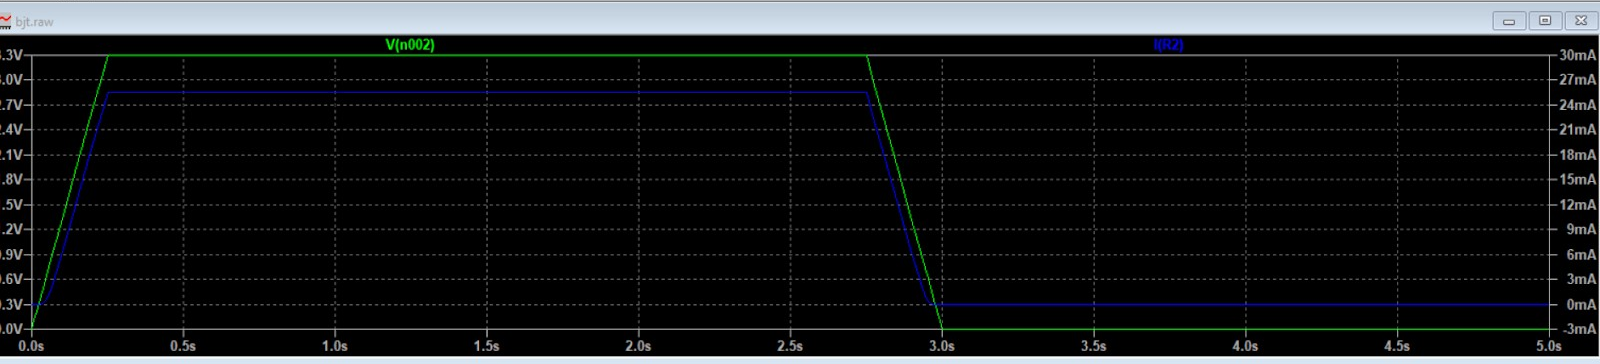 bjt.raw
V(n002) I(R2)
3.3V 30mA
3.0V 27mA
2.7V 24mA
2.4V 21mA
2.1V 18mA
1.8V 15mA
1.5V 12mA
1.2V 9mA
0.9V 6mA
0.6V 3mA
0.3V 0mA
0.0V -3mA
0.0s 0.5s 1.0s 1.5s 2.0s 2.5s 3.0s 3.5s 4.0s 4.5s 5.0s